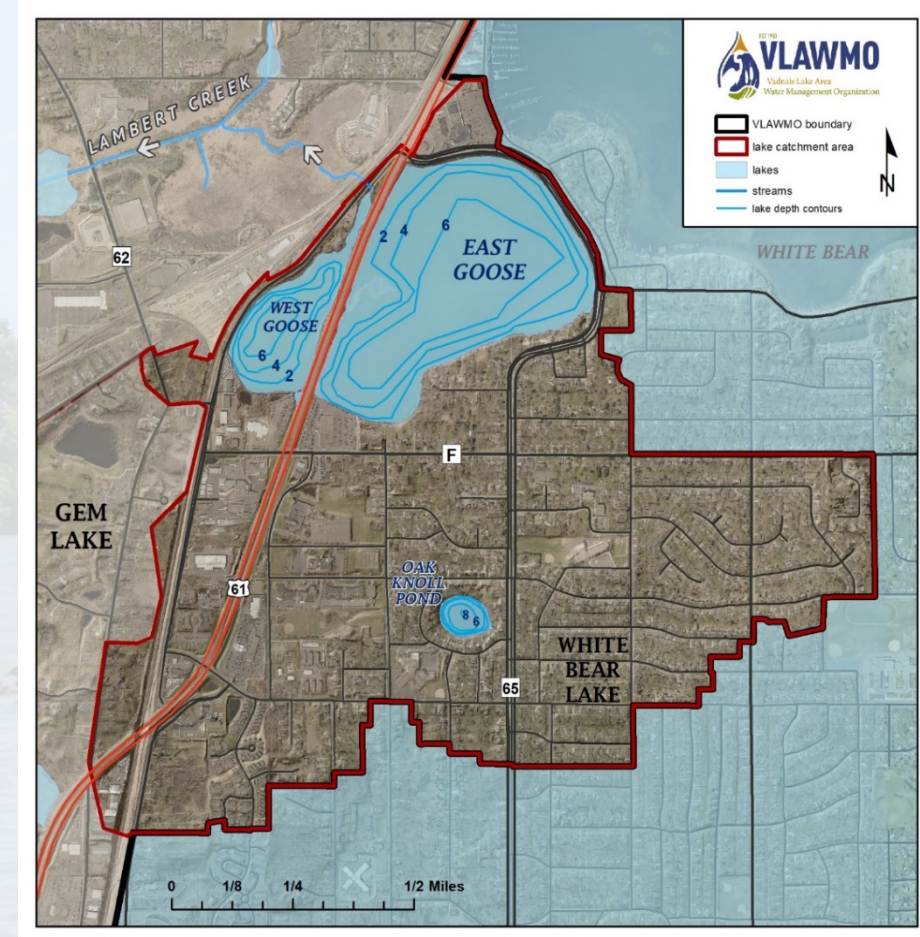 EST 1983
VLAWMO
Vadnais Lake Area
Water Management Organization
VLAWMO boundary
lake catchment area
lakes
streams
lake depth contours
N
LAMBERT CREEK
62
2
4
6
EAST
GOOSE
WHITE BEAR
WEST
GOOSE
6
4
2
F
GEM
LAKE
61
OAK
KNOLL
POND
8
6
WHITE
BEAR
LAKE
65
0 1/8 1/4 1/2 Miles